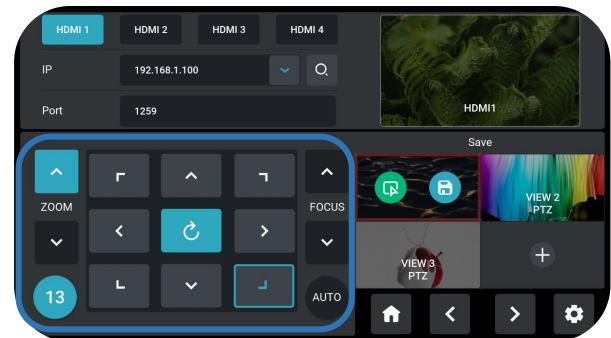 HDMI 1 HDMI 2 HDMI 3 HDMI 4
IP 192.168.1.100
Port 1259
HDMI1
Save
ZOOM
FOCUS
13
AUTO
VIEW 2
PTZ
VIEW 3
PTZ